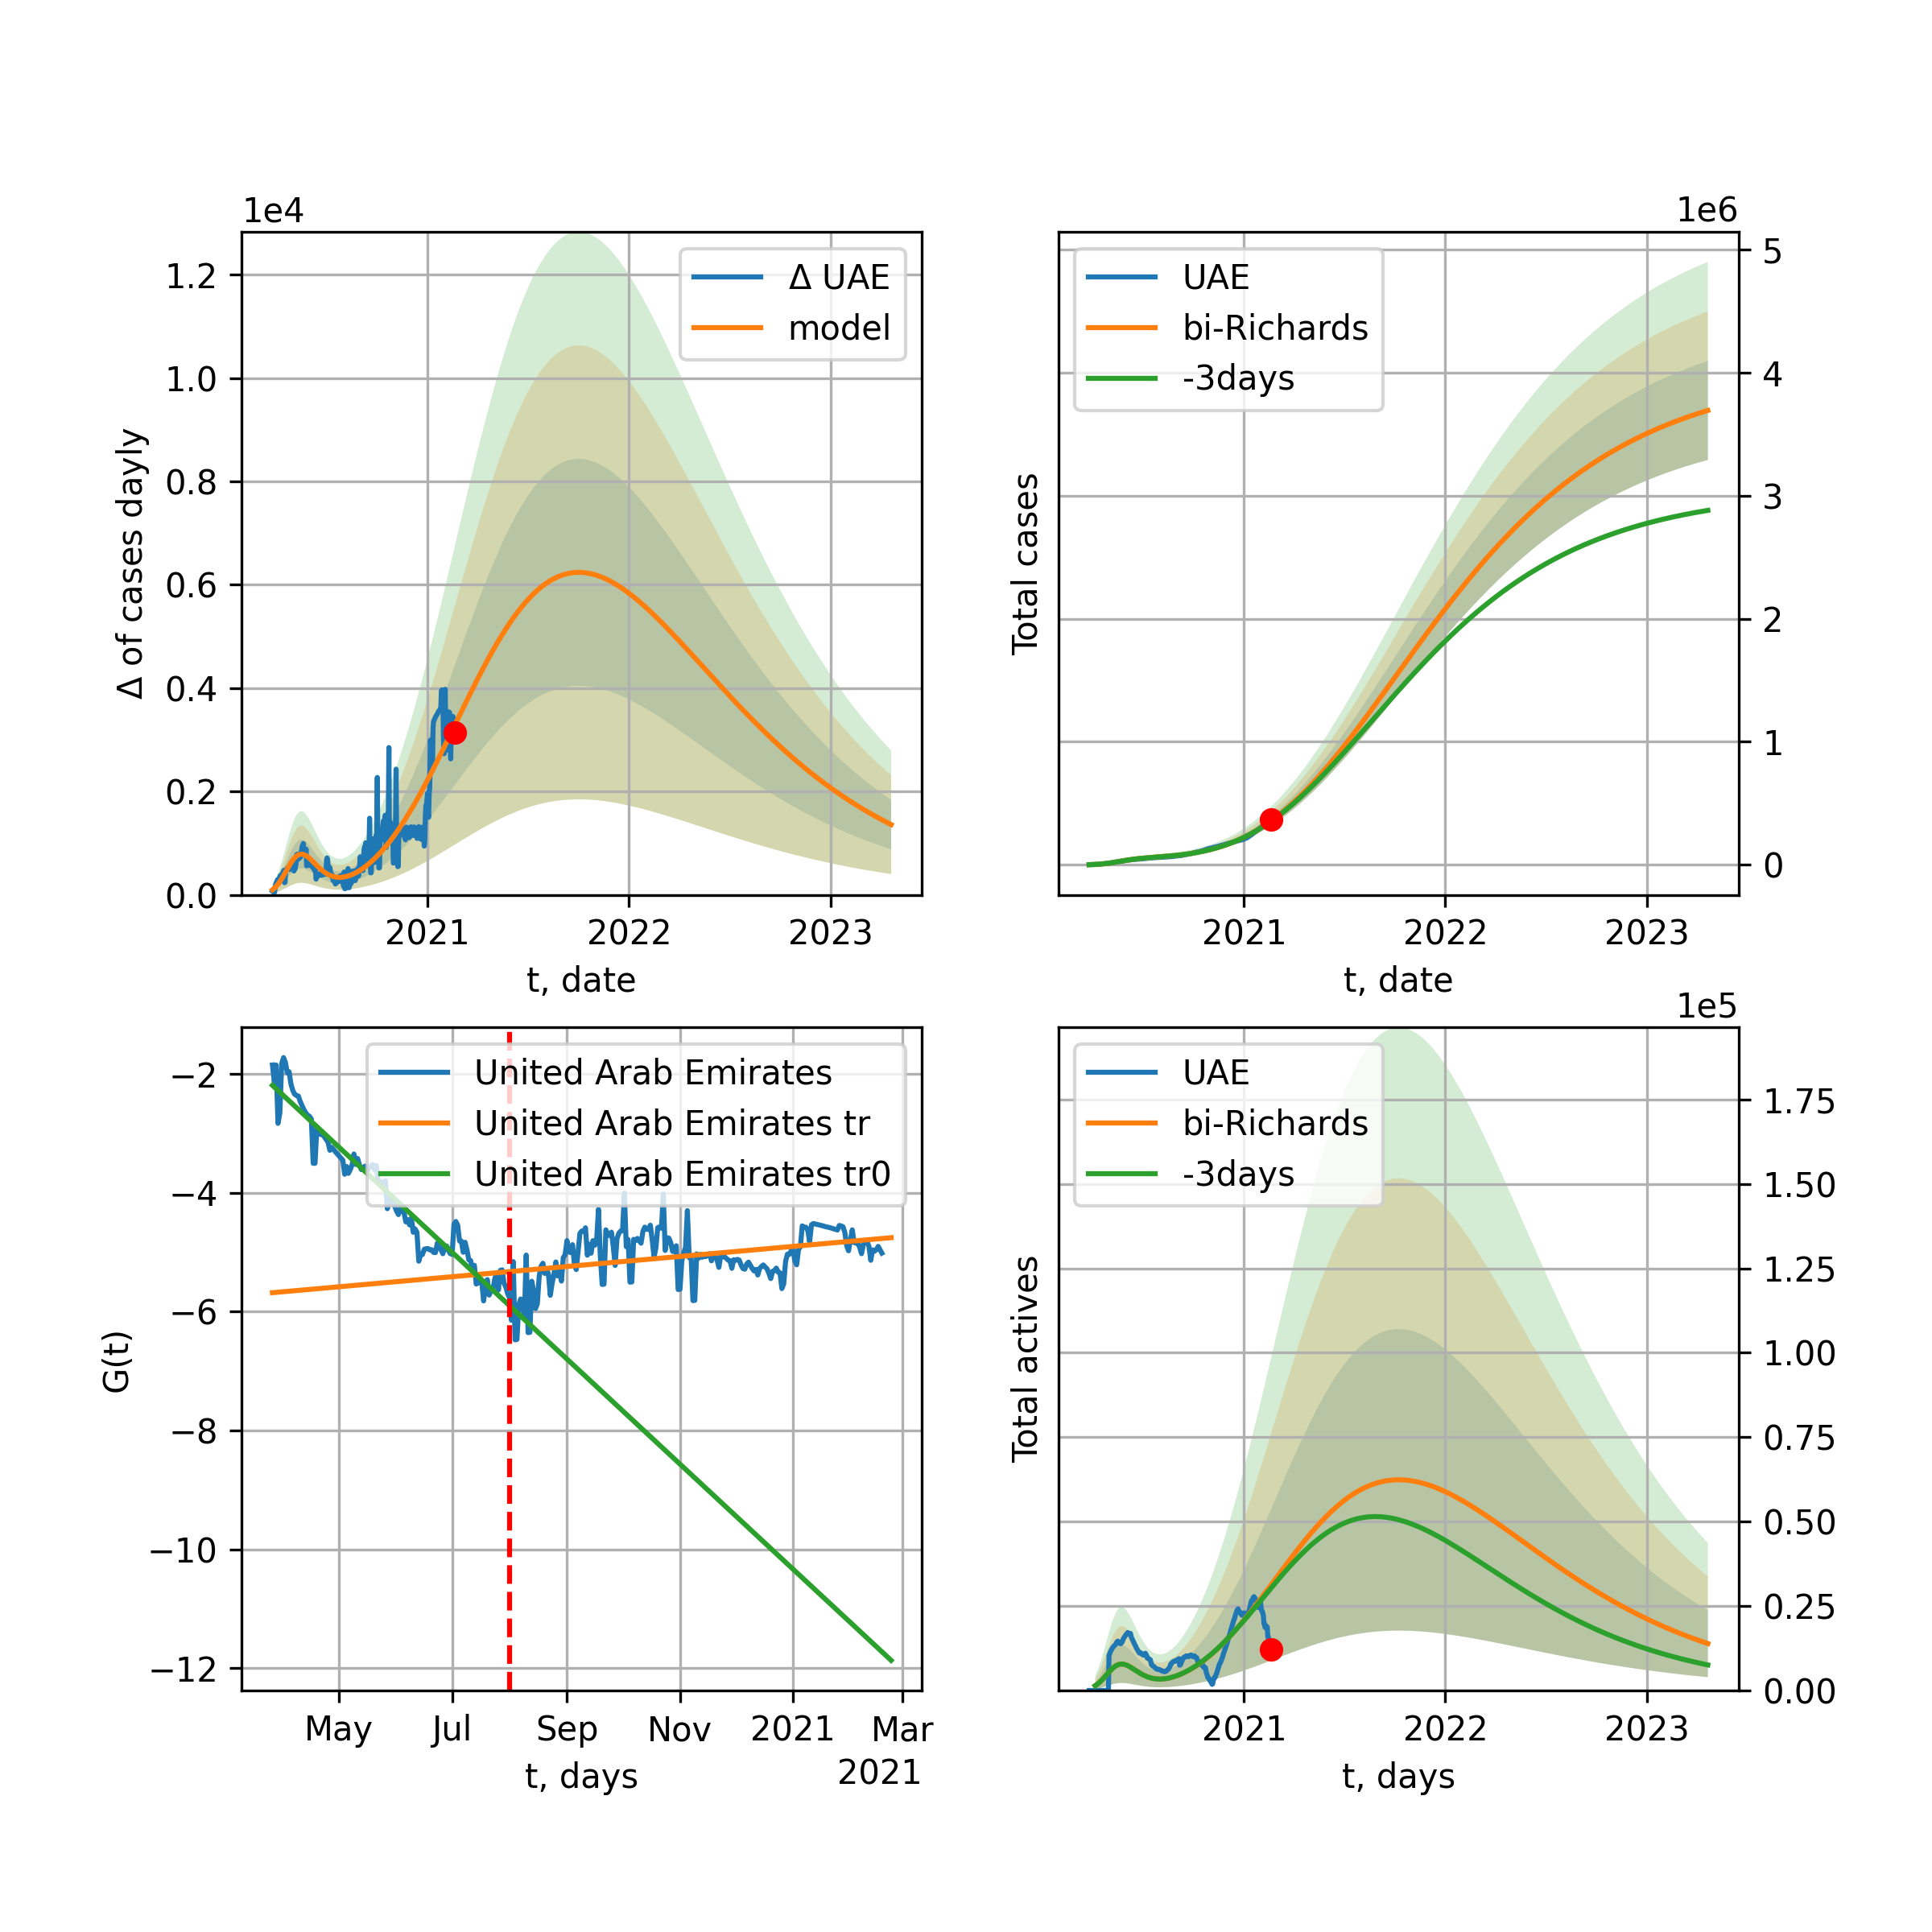 1e4
Δ of cases dayly
1.2
1.0
0.8
0.6
0.4
0.2
0.0
Δ UAE
model
2021 2022 2023
t, date
1e6
Total cases
5
4
3
2
1
0
UAE
bi-Richards
-3days
2021 2022 2023
t, date
G(t)
−2
−4
−6
−8
−10
−12
United Arab Emirates
United Arab Emirates tr
United Arab Emirates tr0
May Jul Sep Nov 2021 Mar
2021
t, days
1e5
Total actives
1.75
1.50
1.25
1.00
0.75
0.50
0.25
0.00
UAE
bi-Richards
-3days
2021 2022 2023
t, days